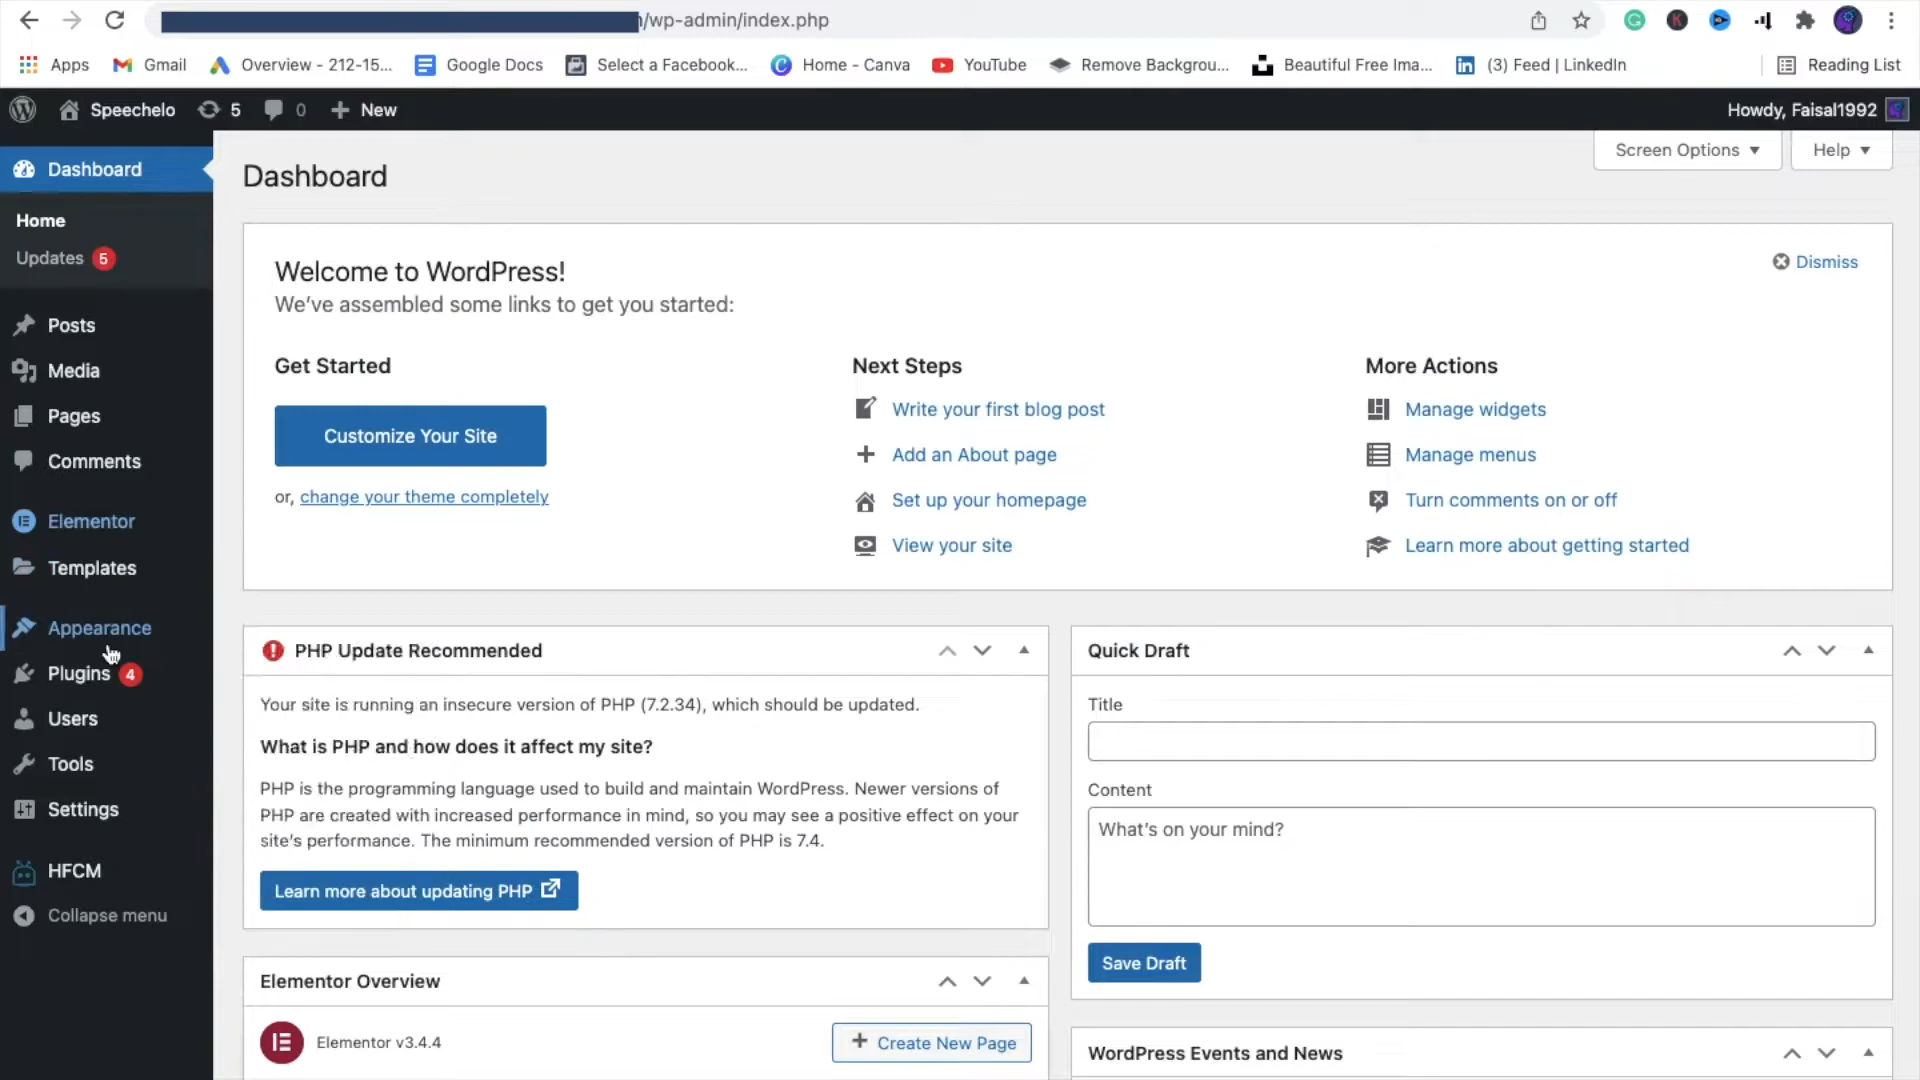 /wp-admin/index.php
Apps
Gmail
Overview - 212-15...
Google Docs
Select a Facebook...
Home - Canva
YouTube
Remove Backgrou...
Beautiful Free Ima...
(3) Feed | LinkedIn
Reading List
Speechelo
5
0
New
Howdy, Faisal1992
Dashboard
Home
Updates 5
Posts
Media
Pages
Comments
Elementor
Templates
Appearance
Plugins 4
Users
Tools
Settings
HFCM
Collapse menu
Dashboard
Screen Options
Help
Welcome to WordPress!
We've assembled some links to get you started:
Dismiss
Get Started
Customize Your Site
or, change your theme completely
Next Steps
Write your first blog post
Add an About page
Set up your homepage
View your site
More Actions
Manage widgets
Manage menus
Turn comments on or off
Learn more about getting started
PHP Update Recommended
Your site is running an insecure version of PHP (7.2.34), which should be updated.
What is PHP and how does it affect my site?
PHP is the programming language used to build and maintain WordPress. Newer versions of
PHP are created with increased performance in mind, so you may see a positive effect on your
site's performance. The minimum recommended version of PHP is 7.4.
Learn more about updating PHP
Elementor Overview
Elementor v3.4.4
Create New Page
Quick Draft
Title
Content
What's on your mind?
Save Draft
WordPress Events and News